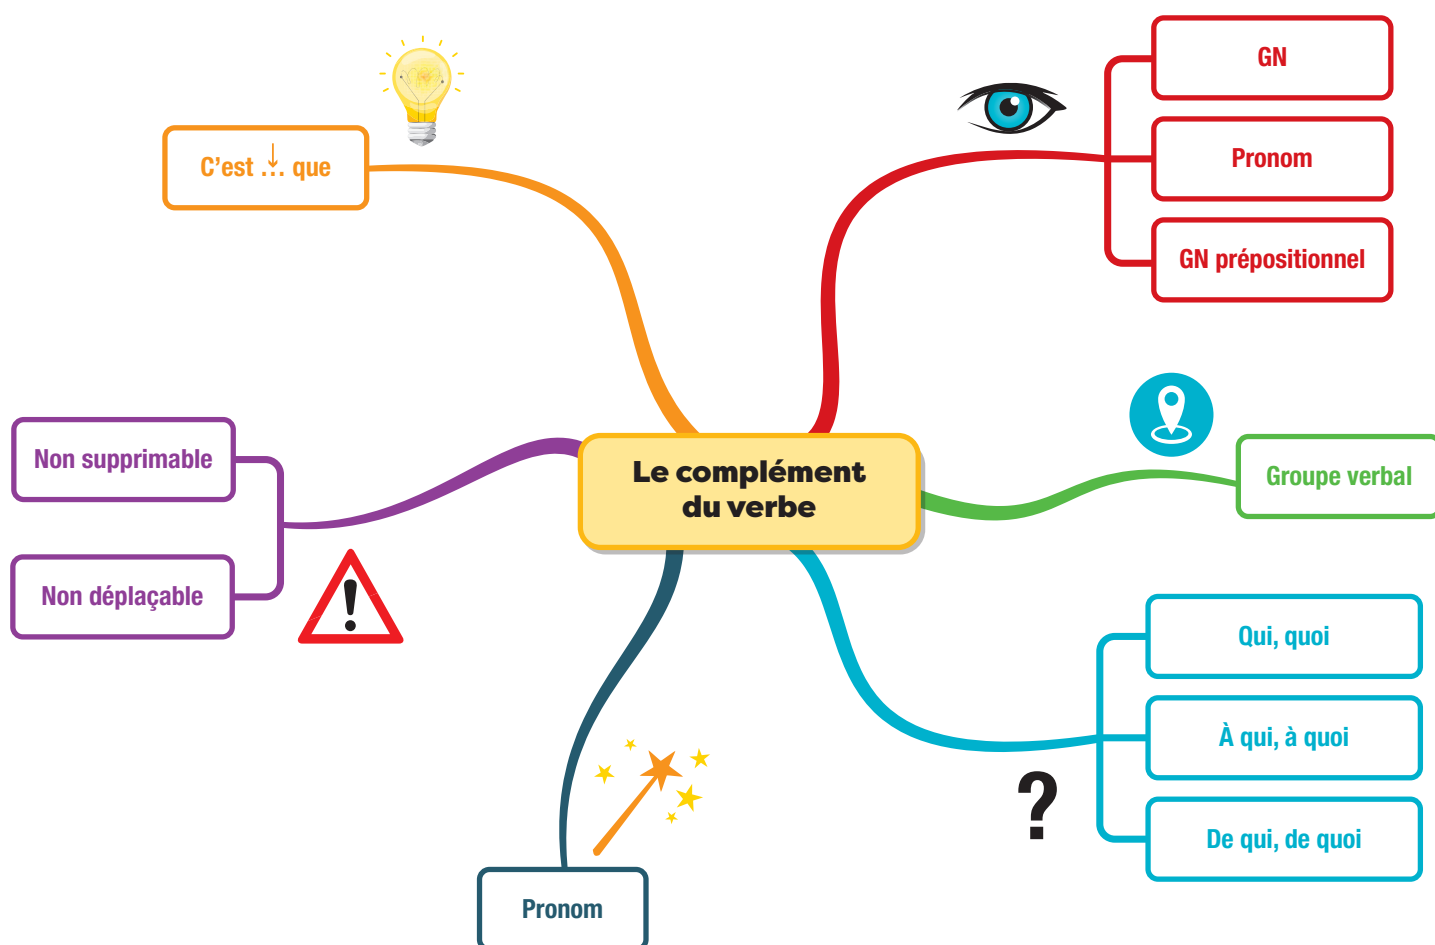 GN
C'est ... que
Pronom
GN prépositionnel
Non supprimable
Le complément
du verbe
Groupe verbal
Non déplaçable
Qui, quoi
À qui, à quoi
?
De qui, de quoi
Pronom